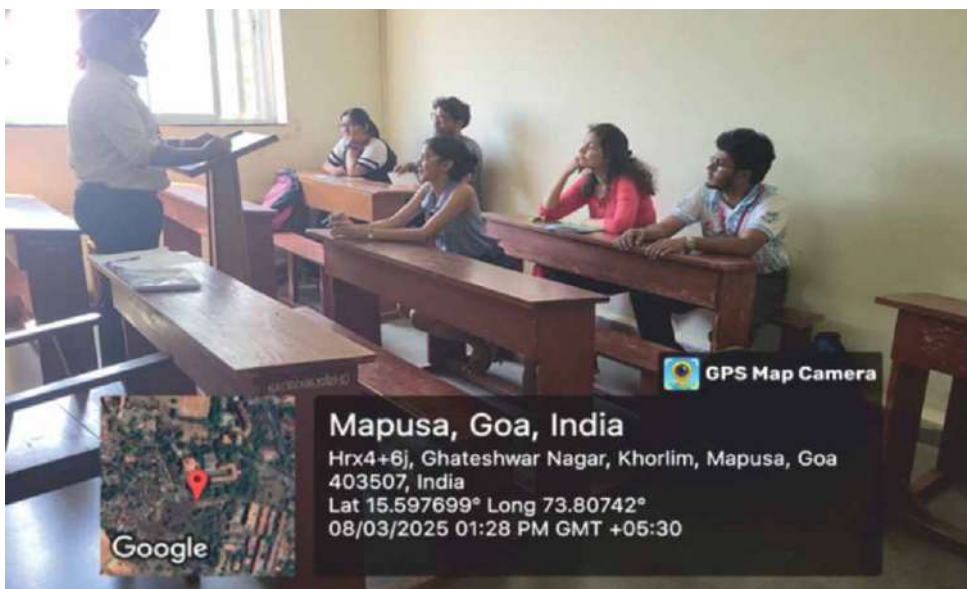 GPS Map Camera
Mapusa, Goa, India
Hrx4+6j, Ghateshwar Nagar, Khorlim, Mapusa, Goa
403507, India
Lat 15.597699° Long 73.80742°
08/03/2025 01:28 PM GMT +05:30
Google